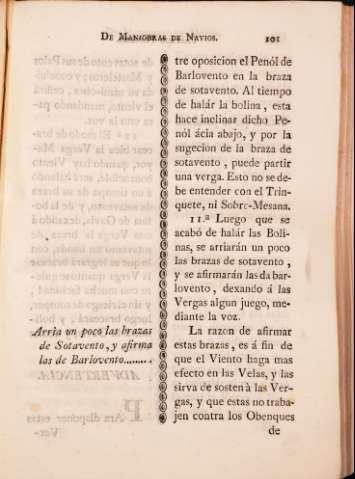 DE MANIOBRAS DE NAVIOS. 101
tre oposicion el Penól de
Barlovento en la braza
de sotavento. Al tiempo
de halár la bolina, esta
hace inclinar dicho Pe-
nól ácia abajo, y por la
sugecion de la braza de
sotavento, puede partir
una verga. Esto no se de-
be entender con el Trin-
quete, ni Sobre-Mesana.
11.ª Luego que se
acabó de halár las Boli-
nas, se arriarán un poco
las brazas de sotavento,
y se afirmarán las da bar-
lovento, dexando á las
Vergas algun juego, me-
diante la voz.
Arria un poco las brazas
de Sotavento, y afirma
las de Barlovento........
La razon de afirmar
estas brazas, es á fin de
que el Viento haga mas
efecto en las Velas, y las
sirva de sosten à las Ver-
gas, y que estas no traba-
jen contra los Obenques
de